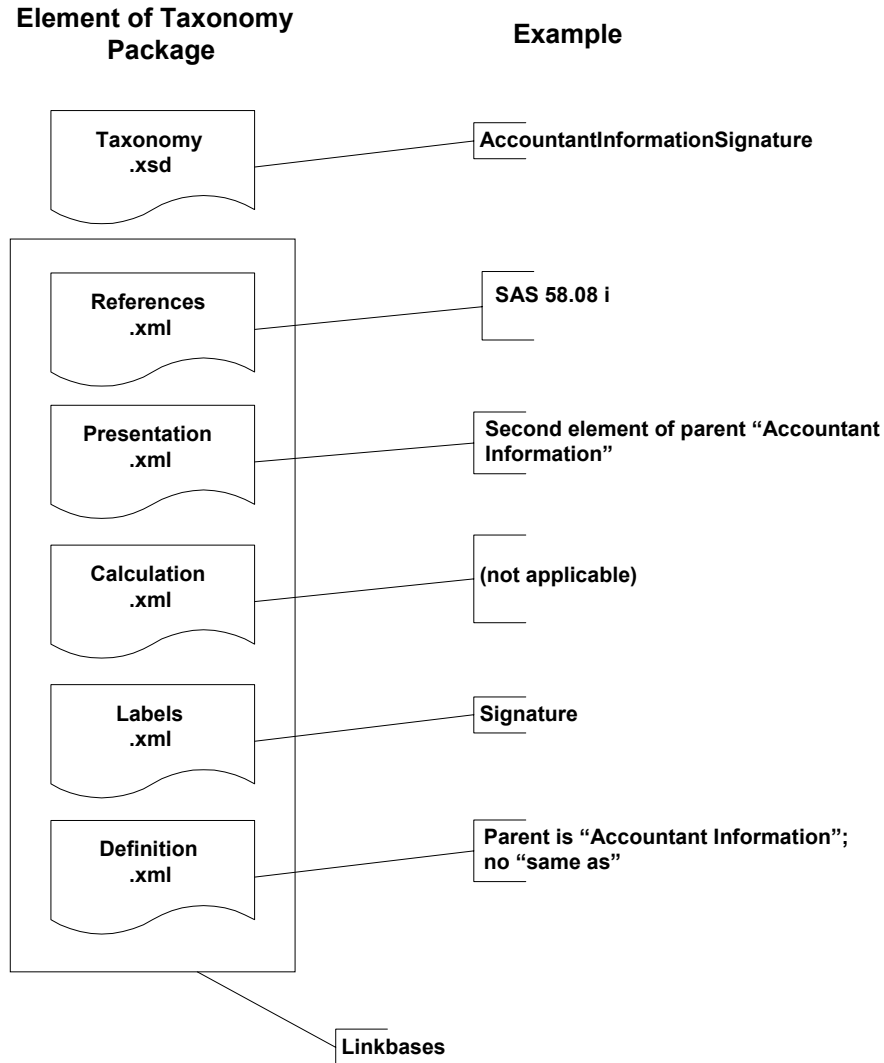 Element of Taxonomy
Package
Example
Taxonomy
.xsd
AccountantInformationSignature
References
.xml
SAS 58.08 i
Presentation
.xml
Second element of parent “Accountant
Information”
Calculation
.xml
(not applicable)
Labels
.xml
Signature
Definition
.xml
Parent is “Accountant Information”;
no “same as”
Linkbases